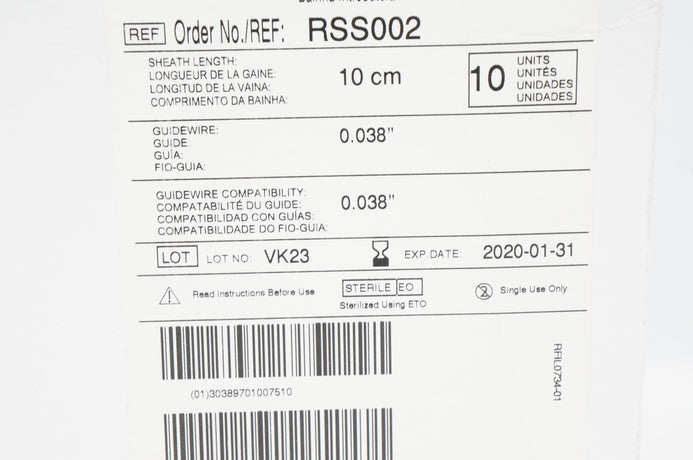 REF Order No./REF: RSS002
SHEATH LENGTH:
LONGUEUR DE LA GAINE:
LONGITUD DE LA VAINA:
COMPRIMENTO DA BAINHA:
10 cm
10
UNITS
UNITÉS
UNIDADES
UNIDADES
GUIDEWIRE:
GUIDE
GUÍA:
FIO-GUIA:
0.038"
GUIDEWIRE COMPATIBILITY:
COMPATABILITÉ DU GUIDE:
COMPATIBILIDAD CON GUÍAS:
COMPATIBILIDADE DO FIO-GUIA:
0.038"
LOT LOT NO: VK23 EXP.DATE: 2020-01-31
Read Instructions Before Use
STERILE EO
Sterilized Using ETO
2 Single Use Only
(01)30389701007510
RRL0734-01